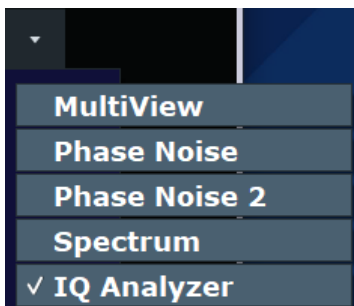 MultiView
Phase Noise
Phase Noise 2
Spectrum
✓ IQ Analyzer